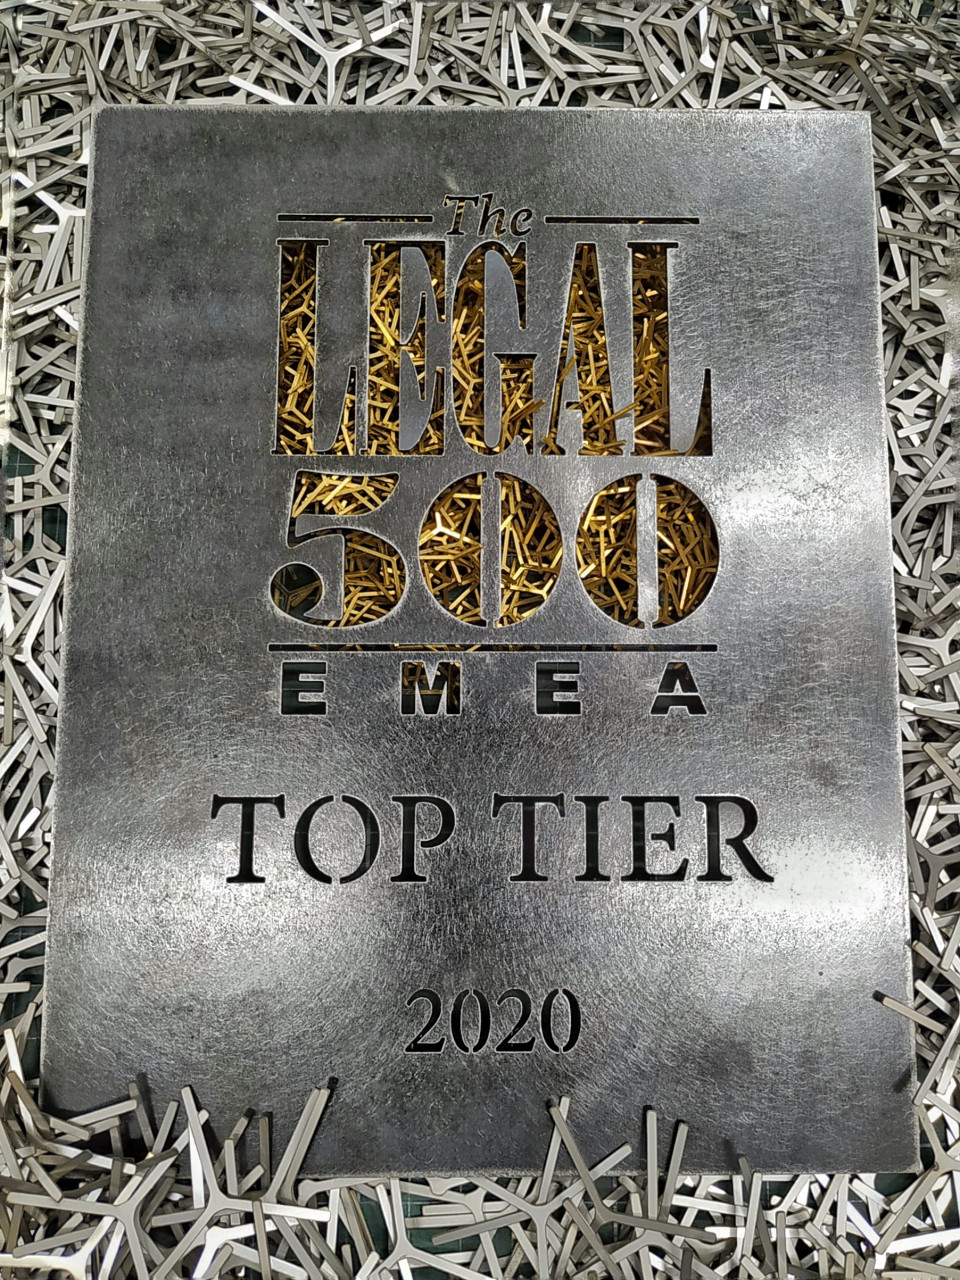 The
LEGAL
500
EMEA
TOP TIER
2020